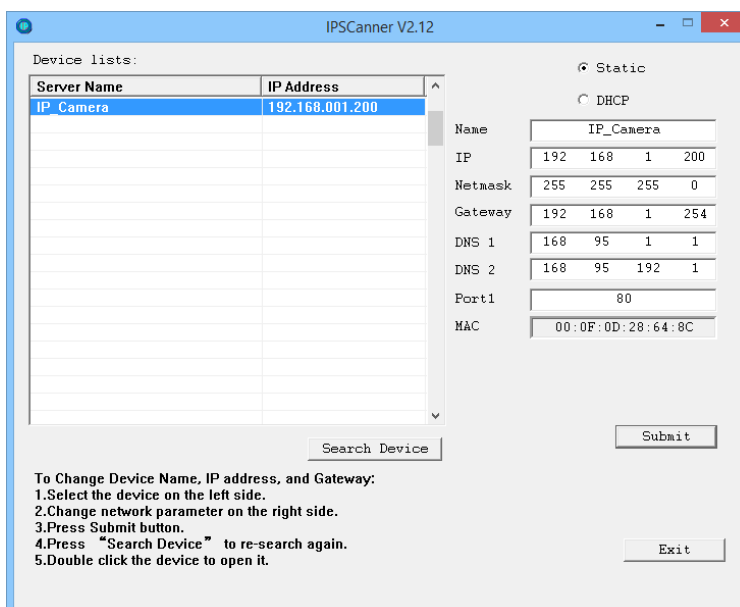 IPSCanner V2.12
Device lists:
Server Name IP Address
IP_Camera 192.168.001.200
Static
DHCP
Name IP_Camera
IP 192 168 1 200
Netmask 255 255 255 0
Gateway 192 168 1 254
DNS 1 168 95 1 1
DNS 2 168 95 192 1
Port1 80
MAC 00:0F:0D:28:64:8C
Submit
Search Device
To Change Device Name, IP address, and Gateway:
1.Select the device on the left side.
2.Change network parameter on the right side.
3.Press Submit button.
4.Press “Search Device” to re-search again.
5.Double click the device to open it.
Exit